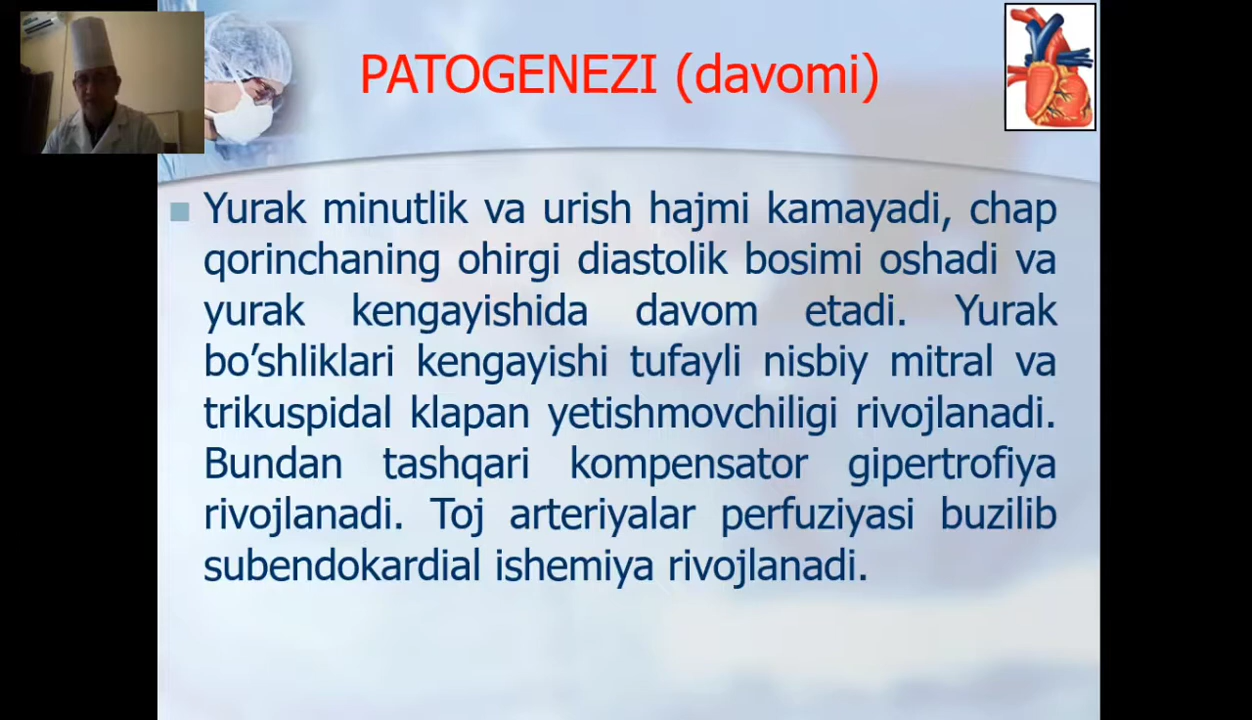 PATOGENEZI (davomi)
Yurak minutlik va urish hajmi kamayadi, chap
qorinchaning ohirgi diastolik bosimi oshadi va
yurak kengayishida davom etadi. Yurak
bo’shliklari kengayishi tufayli nisbiy mitral va
trikuspidal klapan yetishmovchiligi rivojlanadi.
Bundan tashqari kompensator gipertrofiya
rivojlanadi. Toj arteriyalar perfuziyasi buzilib
subendokardial ishemiya rivojlanadi.